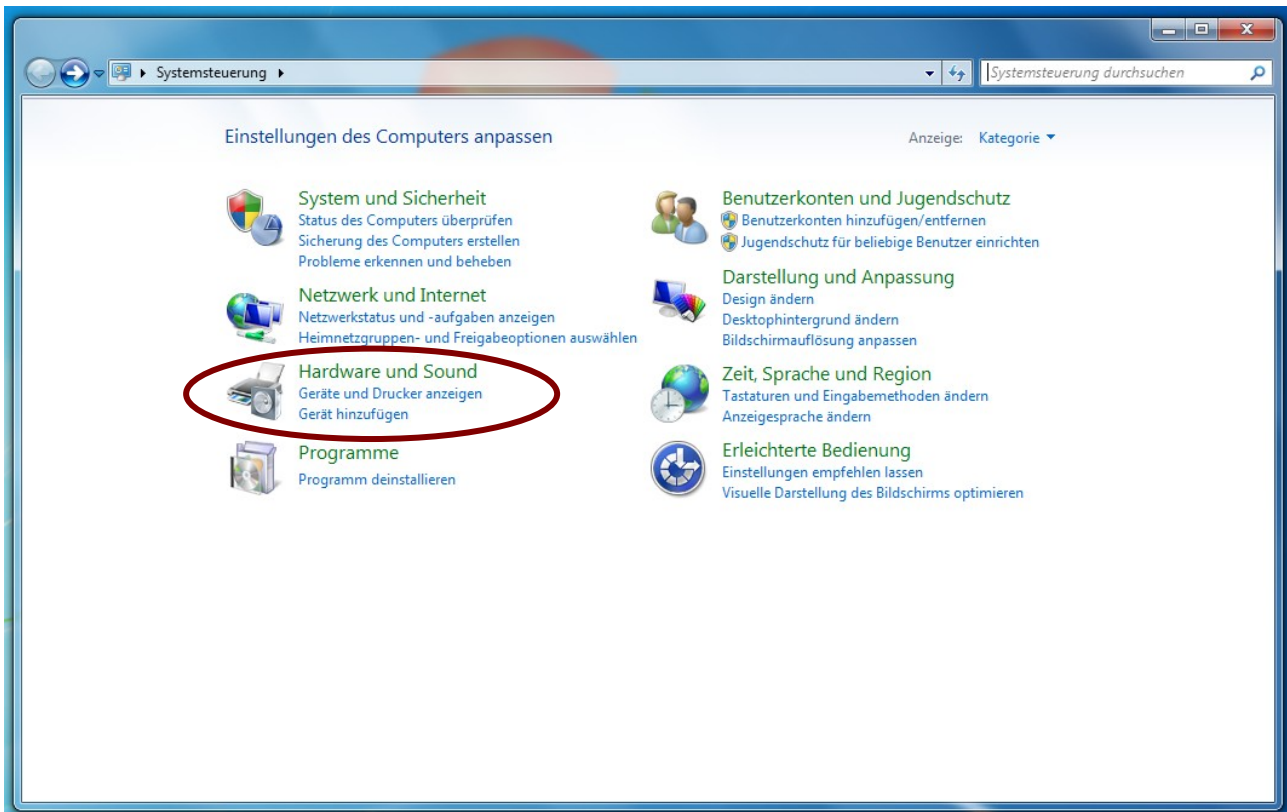 Systemsteuerung
Systemsteuerung durchsuchen
Einstellungen des Computers anpassen
Anzeige: Kategorie
System und Sicherheit
Status des Computers überprüfen
Sicherung des Computers erstellen
Probleme erkennen und beheben
Netzwerk und Internet
Netzwerkstatus und -aufgaben anzeigen
Heimnetzgruppen- und Freigabeoptionen auswählen
Hardware und Sound
Geräte und Drucker anzeigen
Gerät hinzufügen
Programme
Programm deinstallieren
Benutzerkonten und Jugendschutz
Benutzerkonten hinzufügen/entfernen
Jugendschutz für beliebige Benutzer einrichten
Darstellung und Anpassung
Design ändern
Desktophintergrund ändern
Bildschirmauflösung anpassen
Zeit, Sprache und Region
Tastaturen und Eingabemethoden ändern
Anzeigesprache ändern
Erleichterte Bedienung
Einstellungen empfehlen lassen
Visuelle Darstellung des Bildschirms optimieren